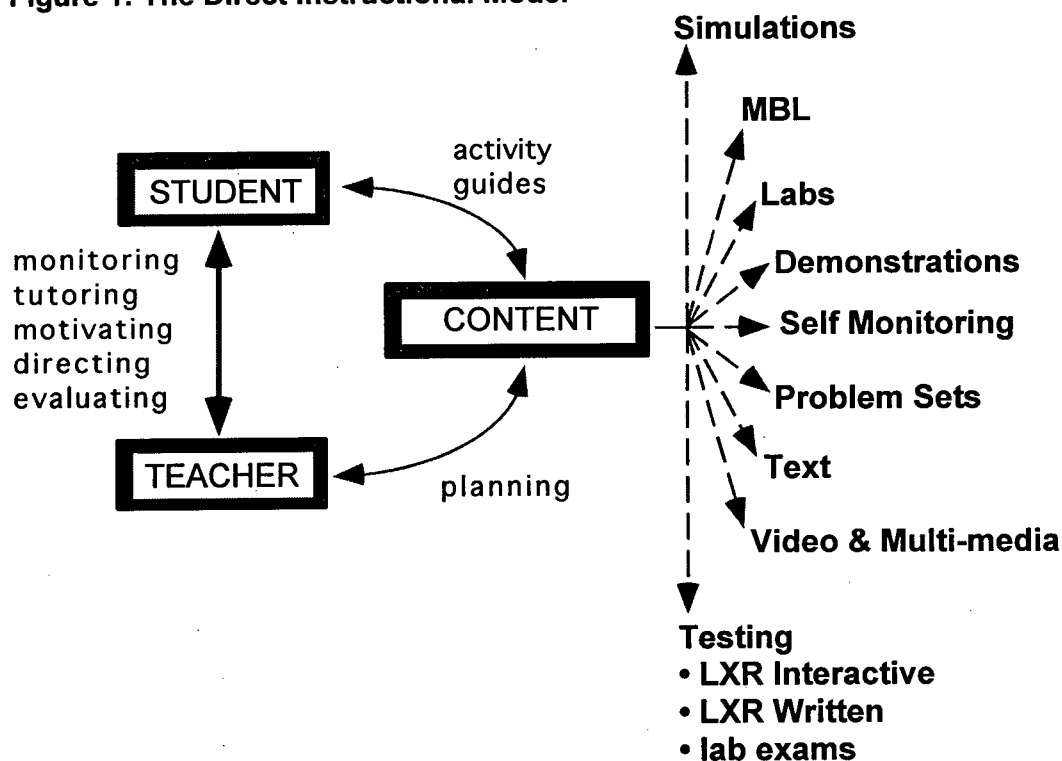 Figure 1. The Direct Instructional Model
Simulations
MBL
activity
guides
STUDENT
Labs
monitoring
tutoring
motivating
directing
evaluating
Demonstrations
CONTENT
Self Monitoring
Problem Sets
TEACHER
Text
planning
Video & Multi-media
Testing
• LXR Interactive
• LXR Written
• lab exams